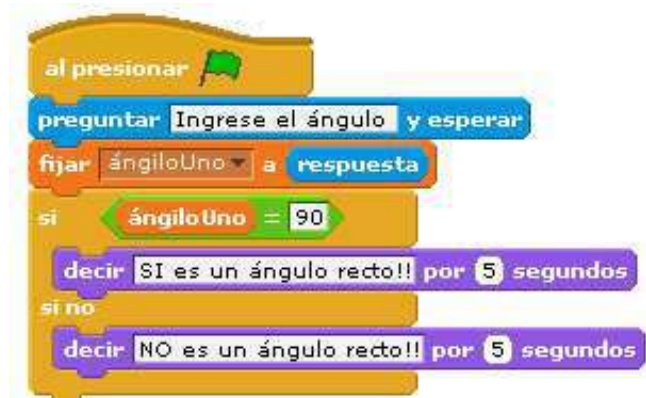 al presionar
preguntar Ingrese el ángulo y esperar
fijar ángiloUno a respuesta
si ángiloUno = 90
decir SI es un ángulo recto!! por 5 segundos
si no
decir NO es un ángulo recto!! por 5 segundos